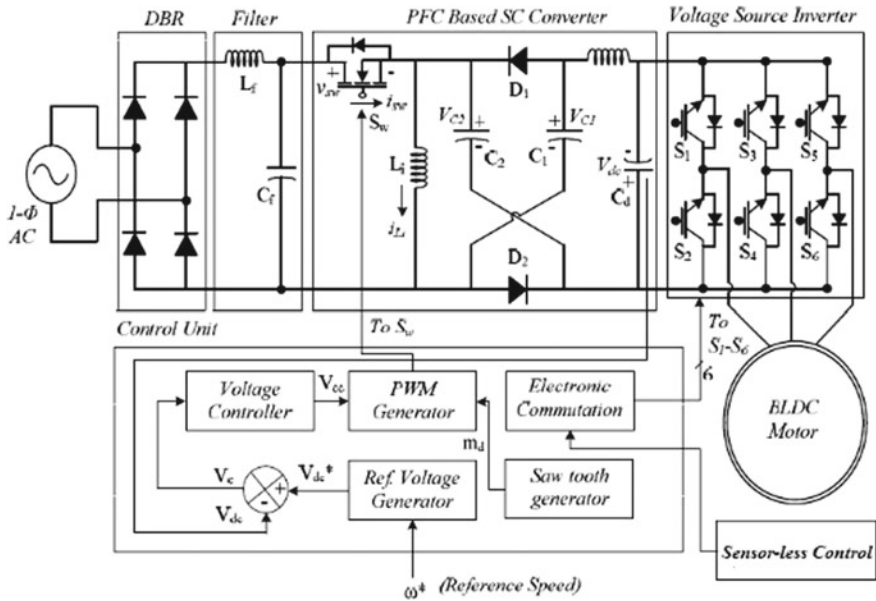 DBR
Filter
PFC Based SC Converter
Voltage Source Inverter
L_f
+
v_sw
-
i_sw
S_w
D_1
V_C2
+
-
C_2
+
V_C1
-
C_1
V_dc
-
+
C_d
L_i
i_Li
C_f
1-Φ
AC
D_2
S_1
S_3
S_5
S_2
S_4
S_6
Control Unit
To S_w
To
S_1-S_6
6
Voltage
Controller
V_cc
PWM
Generator
Electronic
Commutation
BLDC
Motor
m_d
V_e
V_dc*
+
-
V_dc
Ref. Voltage
Generator
Saw tooth
generator
Sensor-less Control
ω* (Reference Speed)